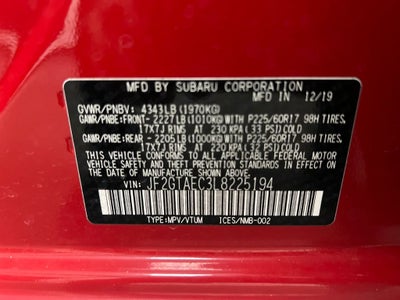 MFD BY SUBARU CORPORATION
MFD IN 12/19
GVWR/PNBV: 4343LB (1970KG)
GAWR/PNBE:FRONT- 2227LB(1010KG)WITH P225/60R17 98H TIRES
17X7J RIMS AT 230 KPA(33 PSI)COLD
GAWR/PNBE:REAR - 2205LB(1000KG)WITH P225/60R17 98H TIRES
17X7J RIMS AT 220 KPA(32 PSI)COLD
THIS VEHICLE CONFORMS TO ALL APPLICABLE FEDERAL MOTOR
VEHICLE SAFETY AND THEFT PREVENTION STANDARDS IN EFFECT
ON THE DATE OF MANUFACTURE SHOWN ABOVE.
VIN: JF2GTAEC3L8225194
TYPE:MPV/VTUM ICES/NMB-002